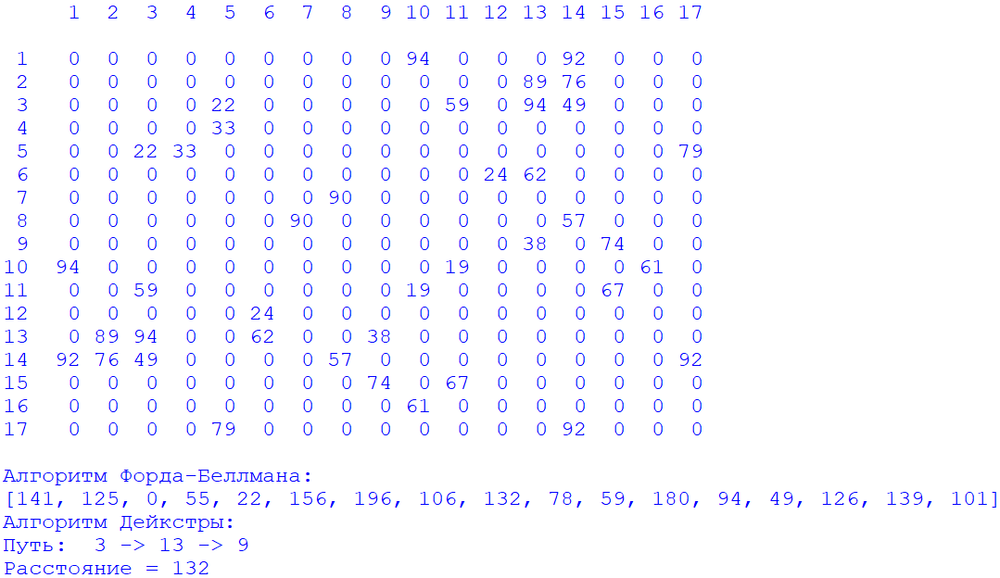 1 2 3 4 5 6 7 8 9 10 11 12 13 14 15 16 17
1 0 0 0 0 0 0 0 0 0 94 0 0 0 92 0 0 0
2 0 0 0 0 0 0 0 0 0 0 0 0 89 76 0 0 0
3 0 0 0 0 22 0 0 0 0 0 59 0 94 49 0 0 0
4 0 0 0 0 33 0 0 0 0 0 0 0 0 0 0 0 0
5 0 0 22 33 0 0 0 0 0 0 0 0 0 0 0 0 79
6 0 0 0 0 0 0 0 0 0 0 0 24 62 0 0 0 0
7 0 0 0 0 0 0 0 90 0 0 0 0 0 0 0 0 0
8 0 0 0 0 0 0 90 0 0 0 0 0 0 57 0 0 0
9 0 0 0 0 0 0 0 0 0 0 0 0 38 0 74 0 0
10 94 0 0 0 0 0 0 0 0 0 19 0 0 0 0 61 0
11 0 0 59 0 0 0 0 0 0 19 0 0 0 0 67 0 0
12 0 0 0 0 0 24 0 0 0 0 0 0 0 0 0 0 0
13 0 89 94 0 0 62 0 0 38 0 0 0 0 0 0 0 0
14 92 76 49 0 0 0 0 57 0 0 0 0 0 0 0 0 92
15 0 0 0 0 0 0 0 0 74 0 67 0 0 0 0 0 0
16 0 0 0 0 0 0 0 0 0 61 0 0 0 0 0 0 0
17 0 0 0 0 79 0 0 0 0 0 0 0 0 92 0 0 0
Алгоритм Форда-Беллмана:
[141, 125, 0, 55, 22, 156, 196, 106, 132, 78, 59, 180, 94, 49, 126, 139, 101]
Алгоритм Дейкстры:
Путь: 3 -> 13 -> 9
Расстояние = 132